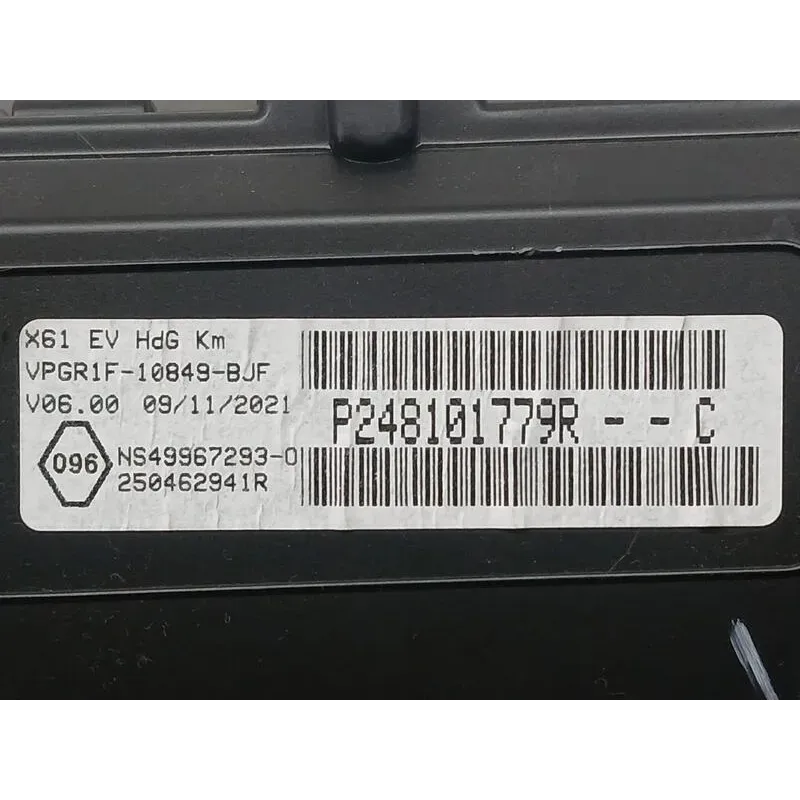 X61 EV HdG Km
VPGR1F-10849-BJF
V06.00 09/11/2021
096
NS49967293-0
250462941R
P248101779R - - C